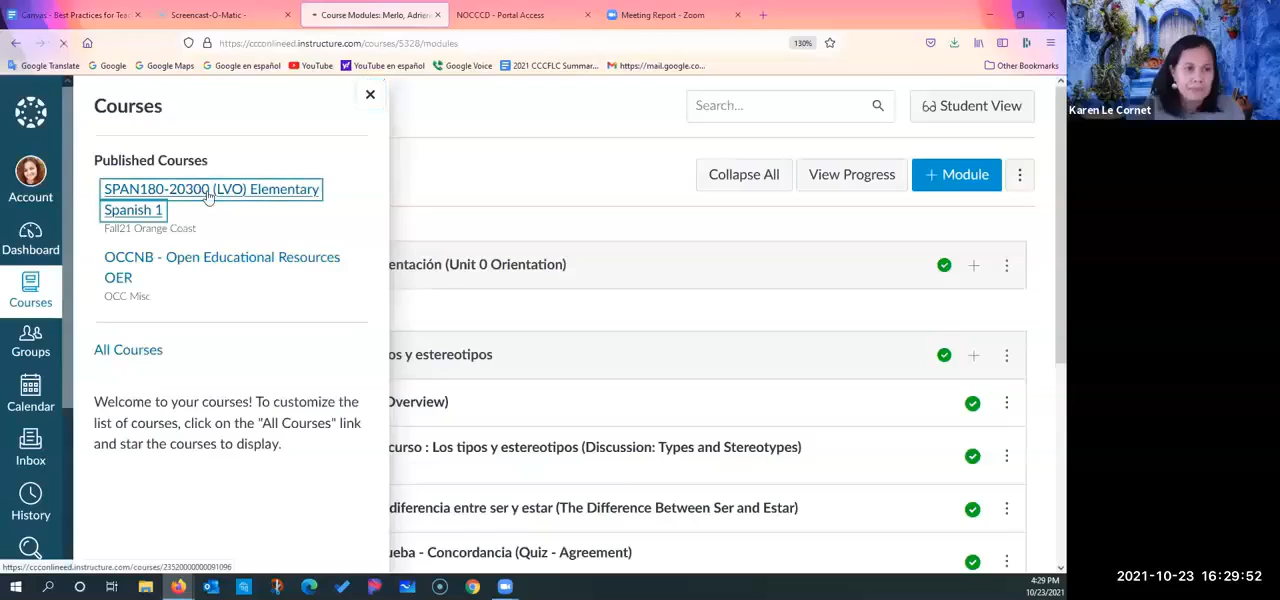 Canvas - Best Practices for Tea
Screencast-O-Matic -
Course Modules: Merlo, Adrien
NOCCCD - Portal Access
Meeting Report - Zoom
https://cccconlineed.instructure.com/courses/5328/modules
130%
Google Translate
Google
Google Maps
Google en español
YouTube
YouTube en español
Google Voice
2021 CCCFLC Summar...
https://mail.google.co...
Other Bookmarks
Karen Le Cornet
Courses
Search...
Student View
Published Courses
SPAN180-20300 (LVO) Elementary
Spanish 1
Fall21 Orange Coast
OCCNB - Open Educational Resources
OER
OCC Misc
All Courses
Welcome to your courses! To customize the
list of courses, click on the "All Courses" link
and star the courses to display.
Account
Dashboard
Courses
Groups
Calendar
Inbox
History
Collapse All
View Progress
+ Module
entación (Unit 0 Orientation)
os y estereotipos
Overview)
curso : Los tipos y estereotipos (Discussion: Types and Stereotypes)
diferencia entre ser y estar (The Difference Between Ser and Estar)
ueba - Concordancia (Quiz - Agreement)
https://ccconlineed.instructure.com/courses/23520000000091096
4:29 PM
10/23/2021
2021-10-23 16:29:52